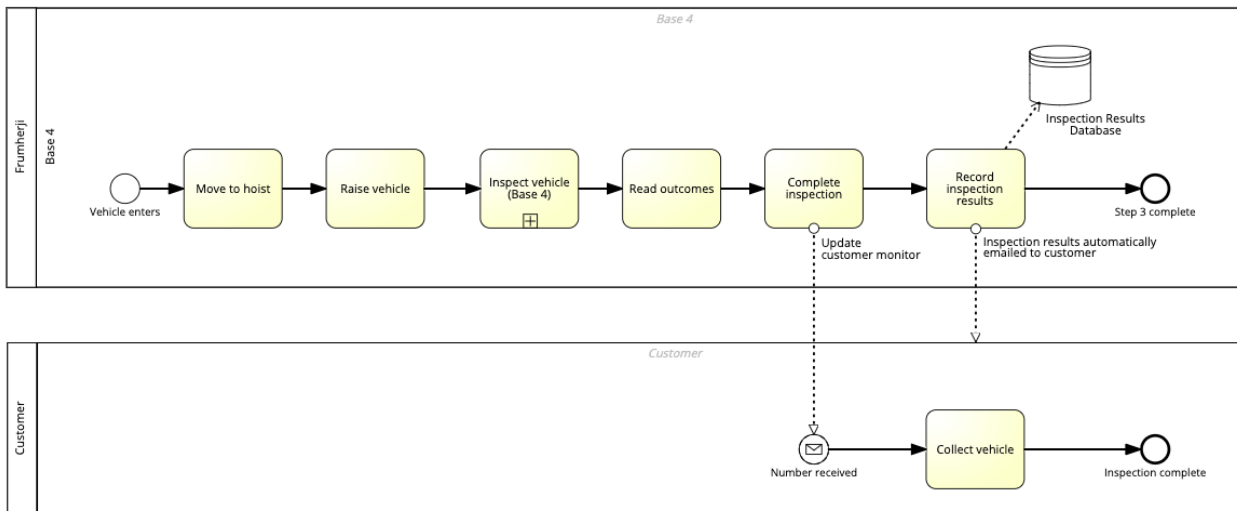 Base 4
Frumherji
Base 4
Vehicle enters
Move to hoist
Raise vehicle
Inspect vehicle
(Base 4)
Read outcomes
Complete
inspection
Record
inspection
results
Inspection Results
Database
Step 3 complete
Update
customer monitor
Inspection results automatically
emailed to customer
Customer
Customer
Number received
Collect vehicle
Inspection complete